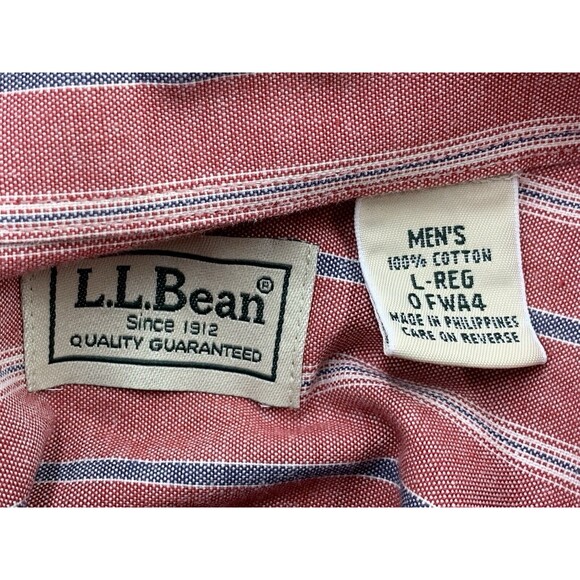 L.L.Bean®
Since 1912
QUALITY GUARANTEED
MEN'S
100% COTTON
L-REG
0FWA4
MADE IN PHILIPPINES
CARE ON REVERSE